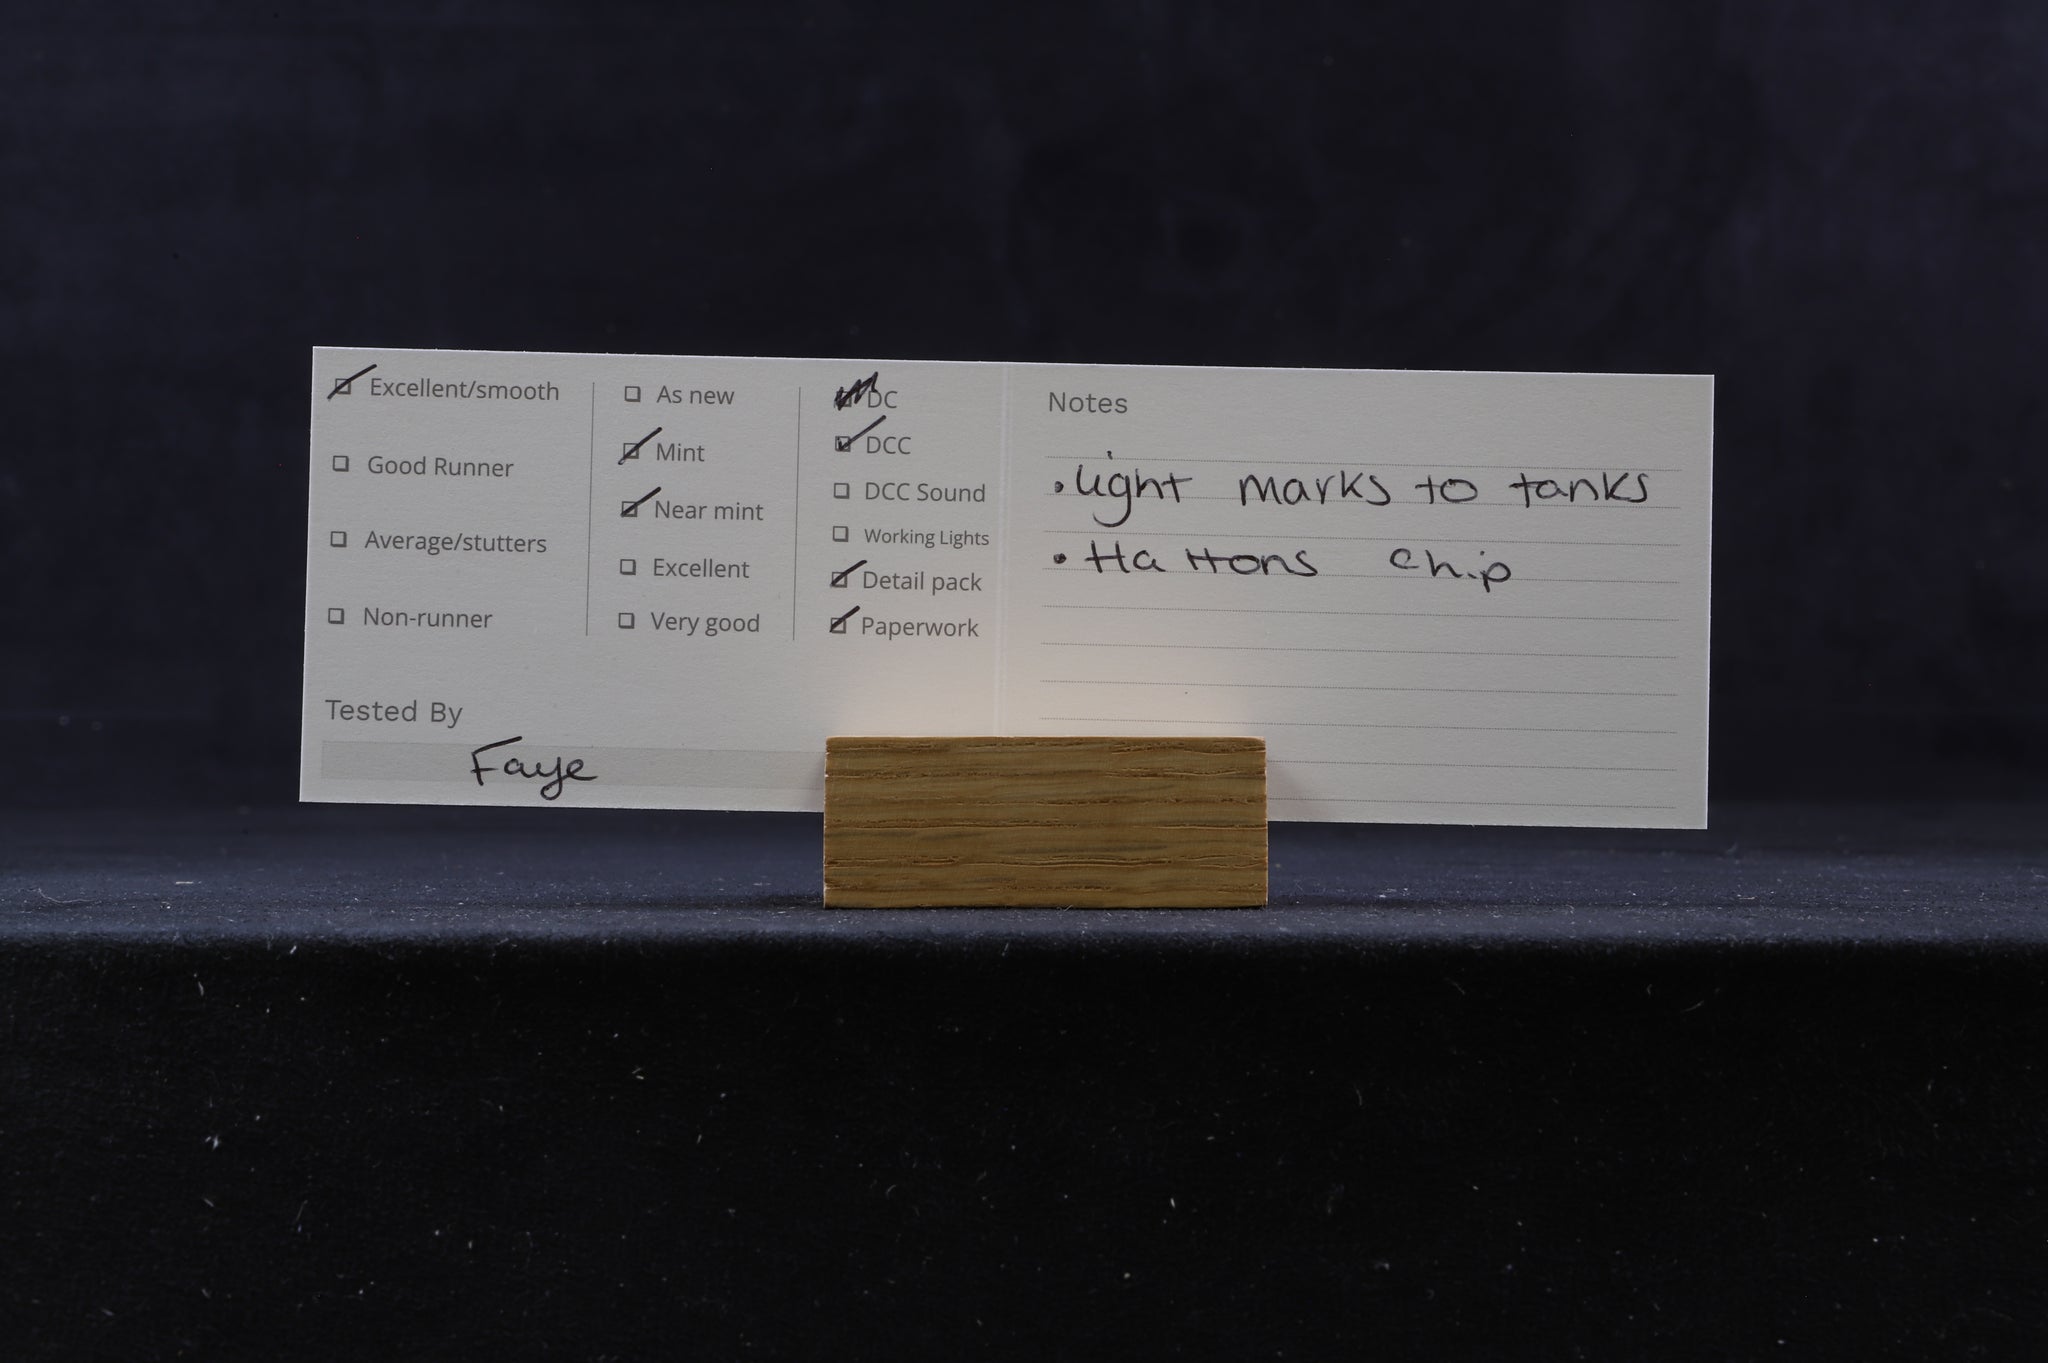 Excellent/smooth
Good Runner
Average/stutters
Non-runner
As new
Mint
Near mint
Excellent
Very good
DC
DCC
DCC Sound
Working Lights
Detail pack
Paperwork
Tested By
Faye
Notes
• light marks to tanks
• Hattons chip